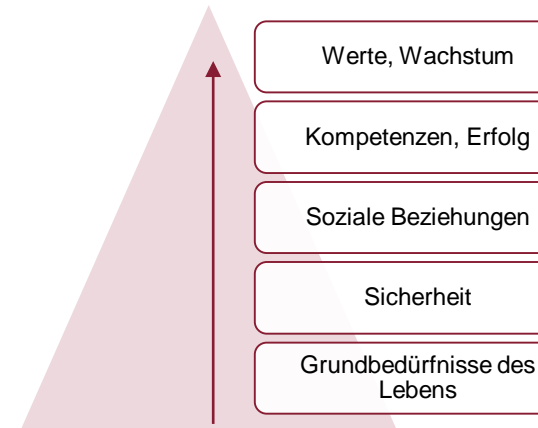 Werte, Wachstum
Kompetenzen, Erfolg
Soziale Beziehungen
Sicherheit
Grundbedürfnisse des
Lebens